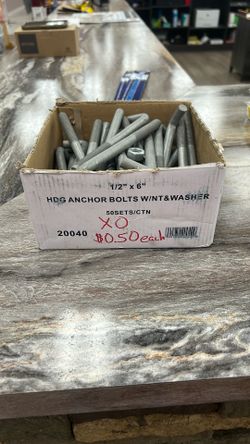 1/2" x 6"
HDG ANCHOR BOLTS W/NT&WASHER
50SETS/CTN
XO
20040 $0.50 each